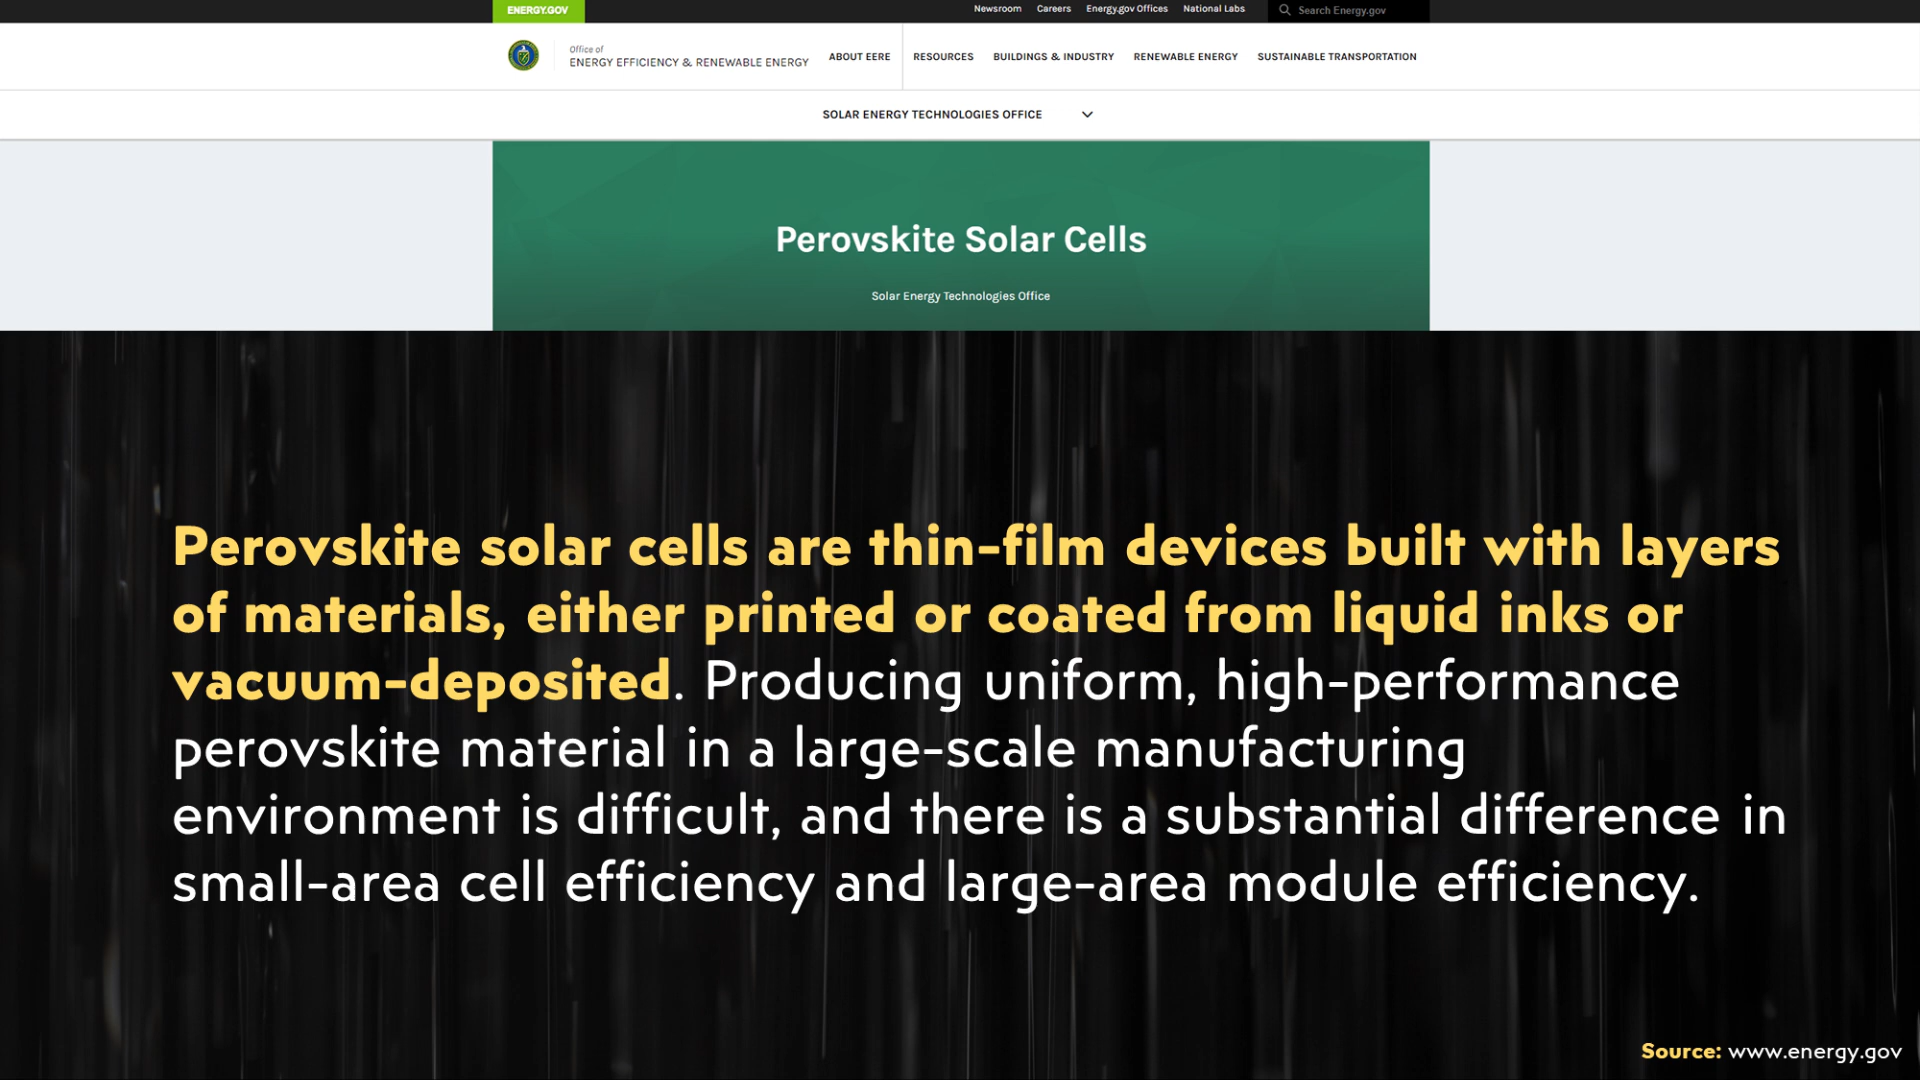 ENERGY.GOV
Newsroom Careers Energy.gov Offices National Labs Search Energy.gov
Office of
ENERGY EFFICIENCY & RENEWABLE ENERGY
ABOUT EERE RESOURCES BUILDINGS & INDUSTRY RENEWABLE ENERGY SUSTAINABLE TRANSPORTATION
SOLAR ENERGY TECHNOLOGIES OFFICE
Perovskite Solar Cells
Solar Energy Technologies Office
Perovskite solar cells are thin-film devices built with layers
of materials, either printed or coated from liquid inks or
vacuum-deposited. Producing uniform, high-performance
perovskite material in a large-scale manufacturing
environment is difficult, and there is a substantial difference in
small-area cell efficiency and large-area module efficiency.
Source: www.energy.gov